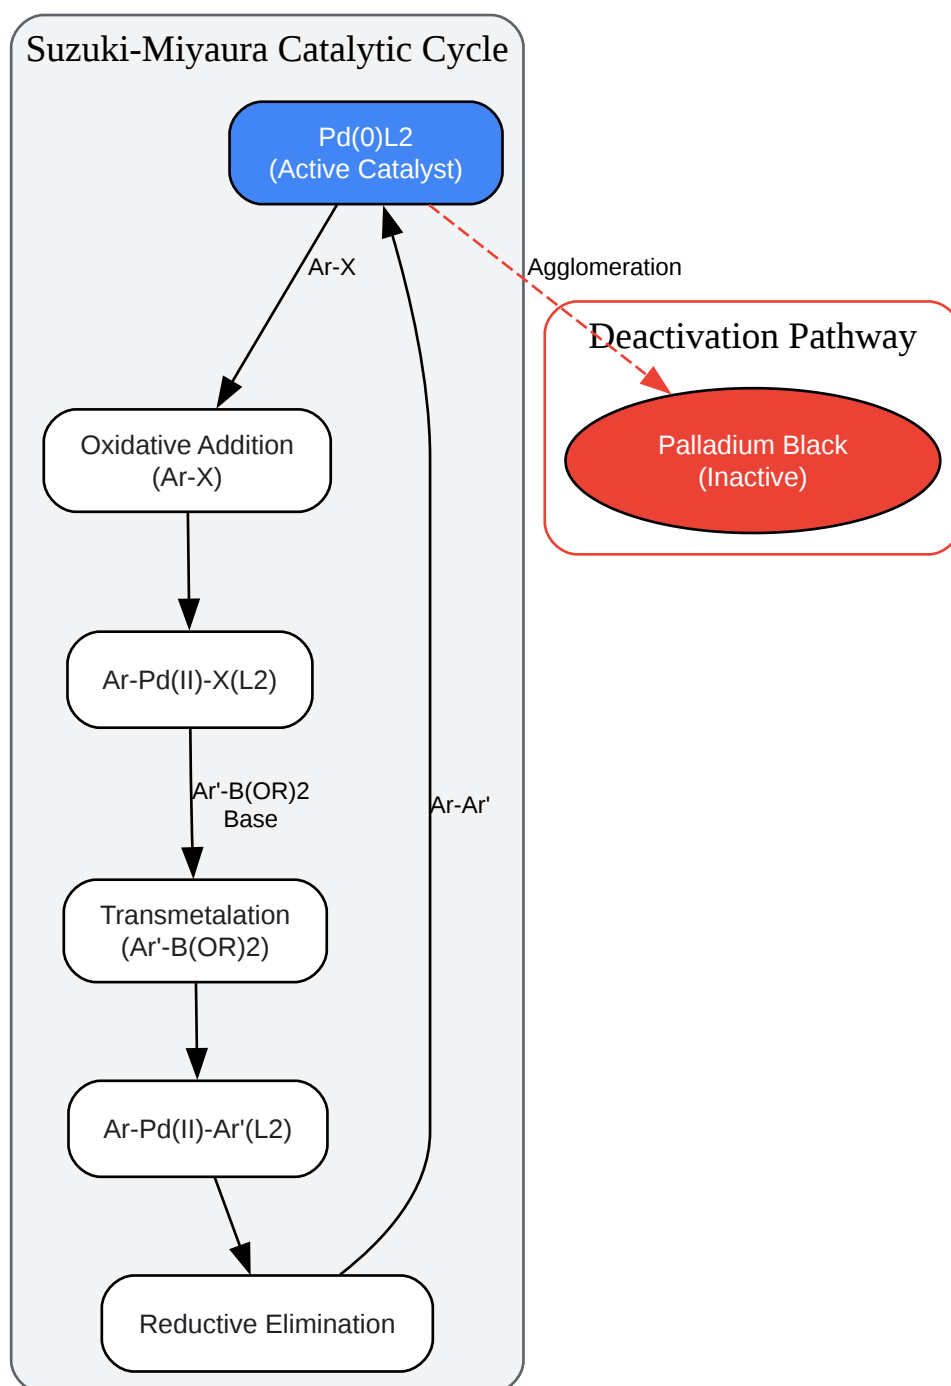 Suzuki-Miyaura Catalytic Cycle
Pd(0)L2
(Active Catalyst)
Ar-X
Agglomeration
Deactivation Pathway
Palladium Black
(Inactive)
Oxidative Addition
(Ar-X)
Ar-Pd(II)-X(L2)
Ar'-B(OR)2
Base
Ar-Ar'
Transmetalation
(Ar'-B(OR)2)
Ar-Pd(II)-Ar'(L2)
Reductive Elimination